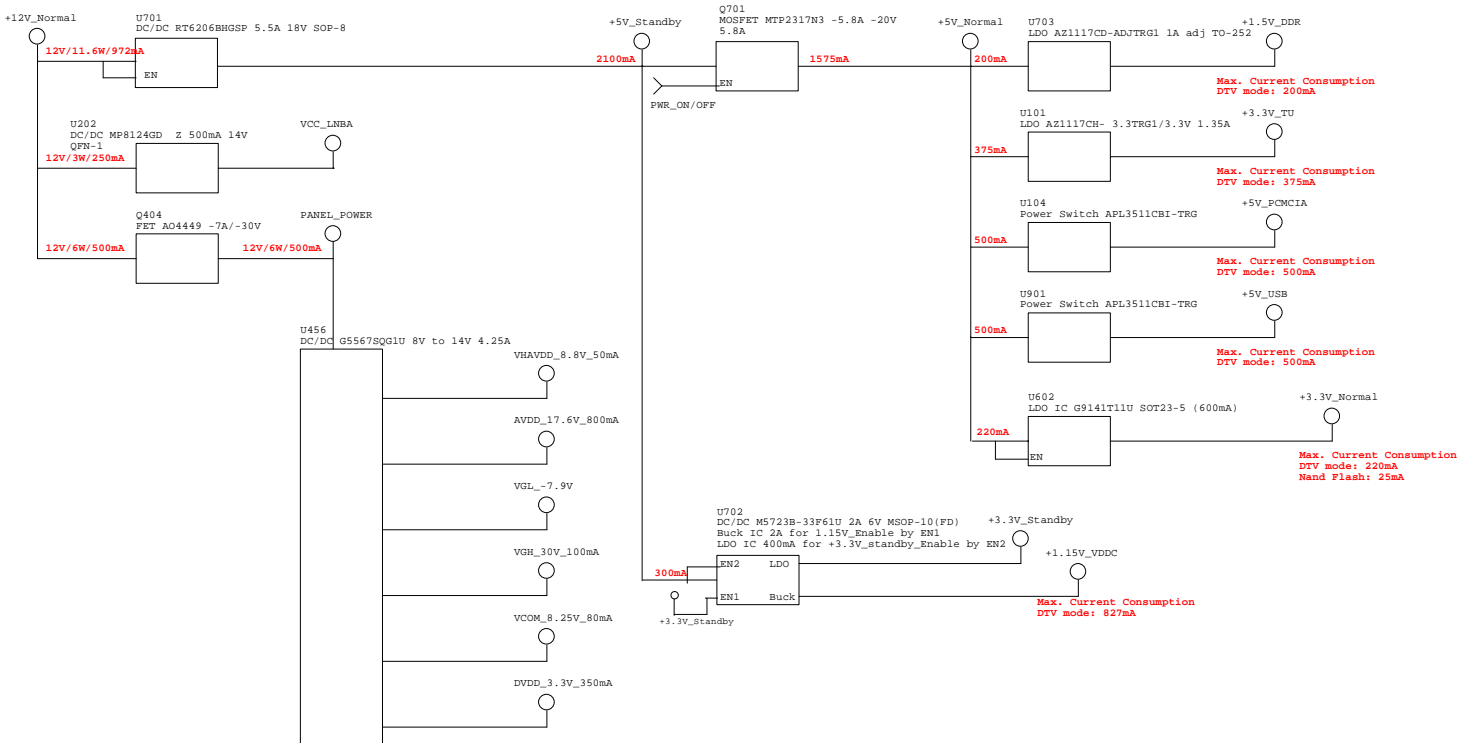 +12V_Normal
U701
DC/DC RT6206BHGSP 5.5A 18V SOP-8
12V/11.6W/972mA
EN
U202
DC/DC MP8124GD  Z 500mA 14V
QFN-1
12V/3W/250mA
VCC_LNBA
Q404
FET AO4449 -7A/-30V
12V/6W/500mA
12V/6W/500mA
PANEL_POWER
U456
DC/DC G5567SQG1U 8V to 14V 4.25A
VHAVDD_8.8V_50mA
AVDD_17.6V_800mA
VGL_-7.9V
VGH_30V_100mA
VCOM_8.25V_80mA
DVDD_3.3V_350mA
+5V_Standby
2100mA
Q701
MOSFET MTP2317N3 -5.8A -20V
5.8A
EN
PWR_ON/OFF
1575mA
+5V_Normal
U703
LDO AZ1117CD-ADJTRG1 1A adj TO-252
200mA
+1.5V_DDR
Max. Current Consumption
DTV mode: 200mA
U101
LDO AZ1117CH- 3.3TRG1/3.3V 1.35A
375mA
+3.3V_TU
Max. Current Consumption
DTV mode: 375mA
U104
Power Switch APL3511CBI-TRG
500mA
+5V_PCMCIA
Max. Current Consumption
DTV mode: 500mA
U901
Power Switch APL3511CBI-TRG
500mA
+5V_USB
Max. Current Consumption
DTV mode: 500mA
U602
LDO IC G9141T11U SOT23-5 (600mA)
220mA
EN
+3.3V_Normal
Max. Current Consumption
DTV mode: 220mA
Nand Flash: 25mA
U702
DC/DC M5723B-33F61U 2A 6V MSOP-10(FD)
Buck IC 2A for 1.15V_Enable by EN1
LDO IC 400mA for +3.3V_standby_Enable by EN2
300mA
EN2
LDO
EN1
Buck
+3.3V_Standby
+3.3V_Standby
+1.15V_VDDC
Max. Current Consumption
DTV mode: 827mA